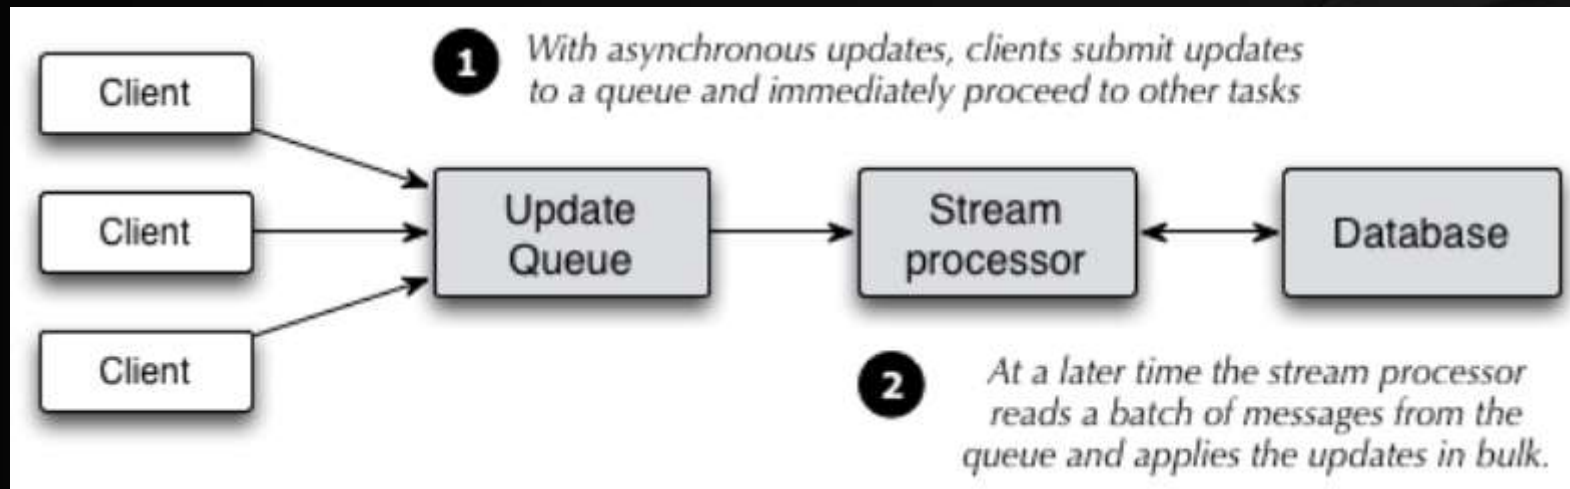 Client
1
With asynchronous updates, clients submit updates
to a queue and immediately proceed to other tasks
Client
Update
Queue
Stream
processor
Database
Client
2
At a later time the stream processor
reads a batch of messages from the
queue and applies the updates in bulk.